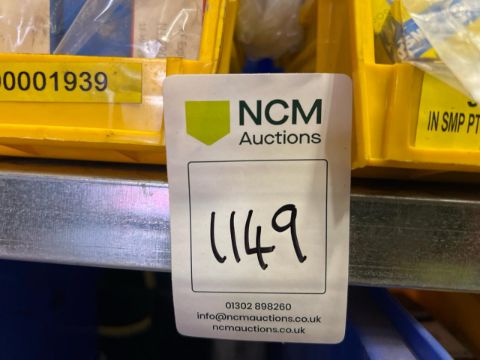 00001939
IN SMP PT
NCM
Auctions
1149
01302 898260
info@ncmauctions.co.uk
ncmauctions.co.uk